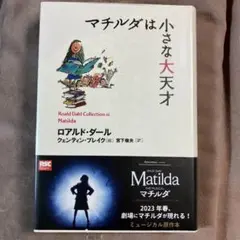 マチルダは小さな大天才
Roald Dahl Collection 16
Matilda
ロアルド・ダール
クェンティン・ブレイク[絵] 宮下嶺夫[訳]
RSC
Matilda
THE MUSICAL
マチルダ
2023年春、
劇場にマチルダが現れる!
ミュージカル原作本